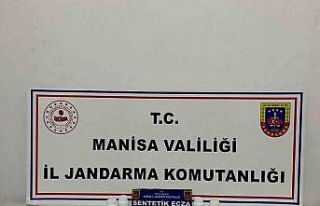 T.C.
MANİSA VALİLİĞİ
İL JANDARMA KOMUTANLIĞI
SENTETİK ECZA